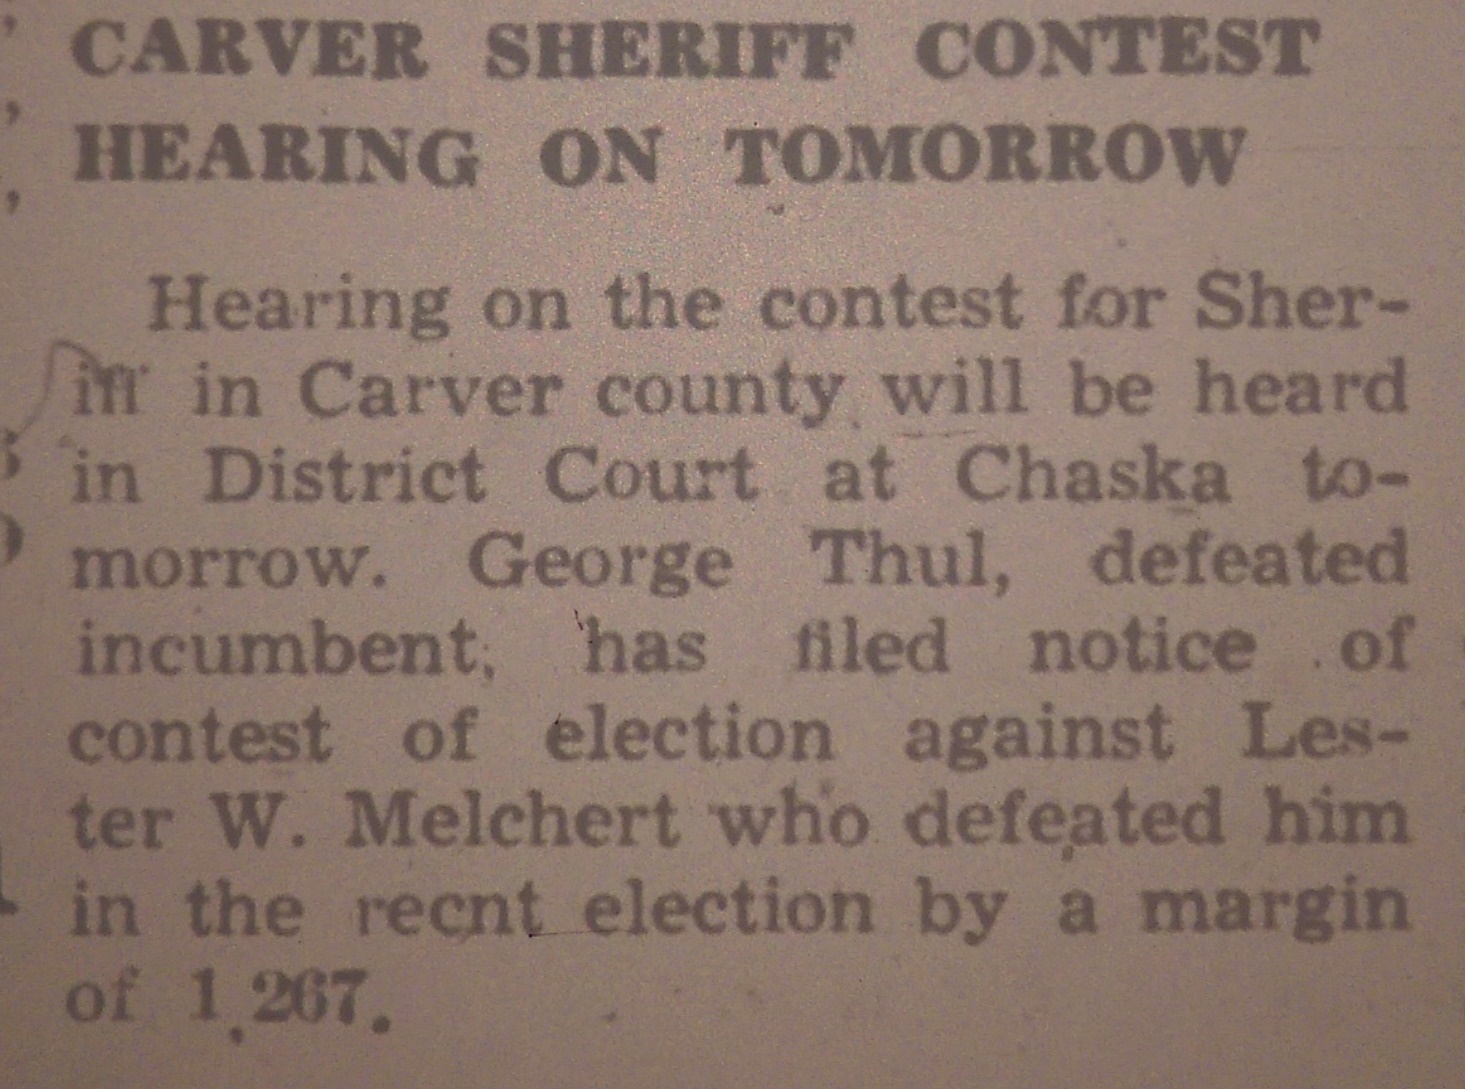 CARVER SHERIFF CONTEST
HEARING ON TOMORROW
Hearing on the contest for Sher-
iff in Carver county will be heard
in District Court at Chaska to-
morrow. George Thul, defeated
incumbent, has filed notice of
contest of election against Les-
ter W. Melchert who defeated him
in the recnt election by a margin
of 1,267.